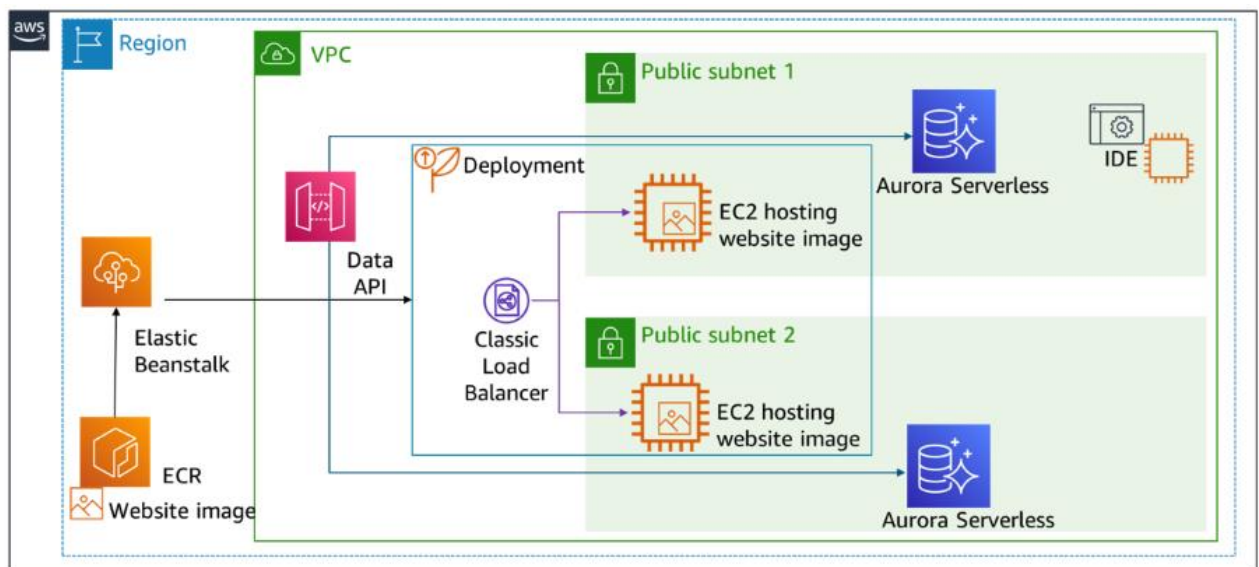 aws
Region
VPC
Public subnet 1
Deployment
Aurora Serverless
IDE
EC2 hosting
website image
Data
API
Elastic
Beanstalk
Classic
Load
Balancer
Public subnet 2
EC2 hosting
website image
ECR
Website image
Aurora Serverless